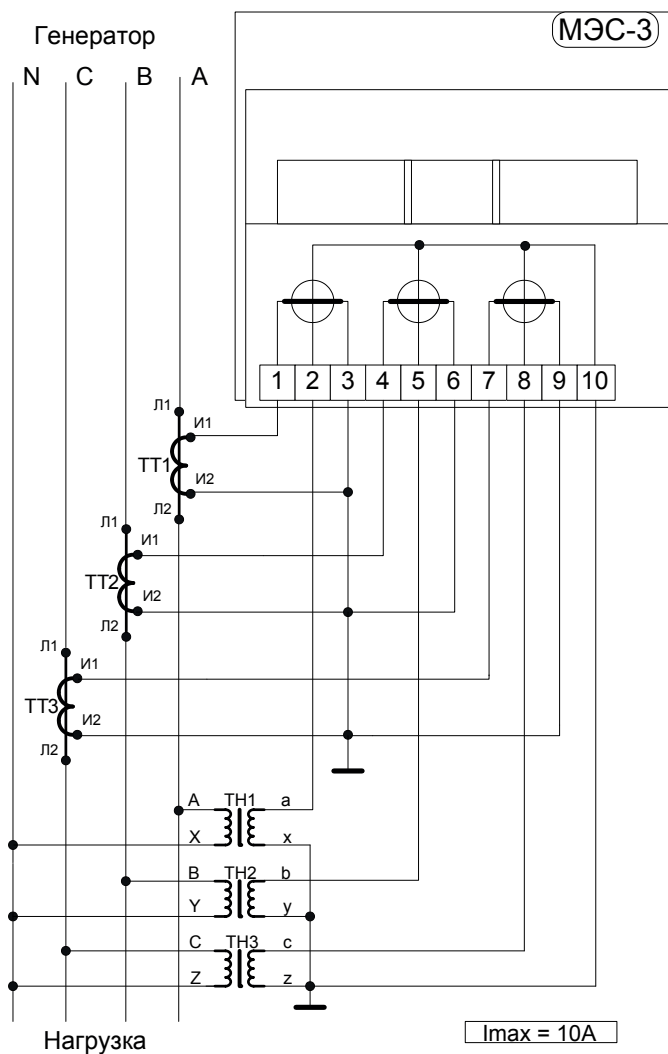 Генератор
МЭС-3
N C B A
1 2 3 4 5 6 7 8 9 10
Л1
И1
ТТ1
И2
Л2
Л1
И1
ТТ2
И2
Л2
Л1
И1
ТТ3
И2
Л2
A ТН1 a
X x
B ТН2 b
Y y
C ТН3 c
Z z
Нагрузка
Imax = 10A